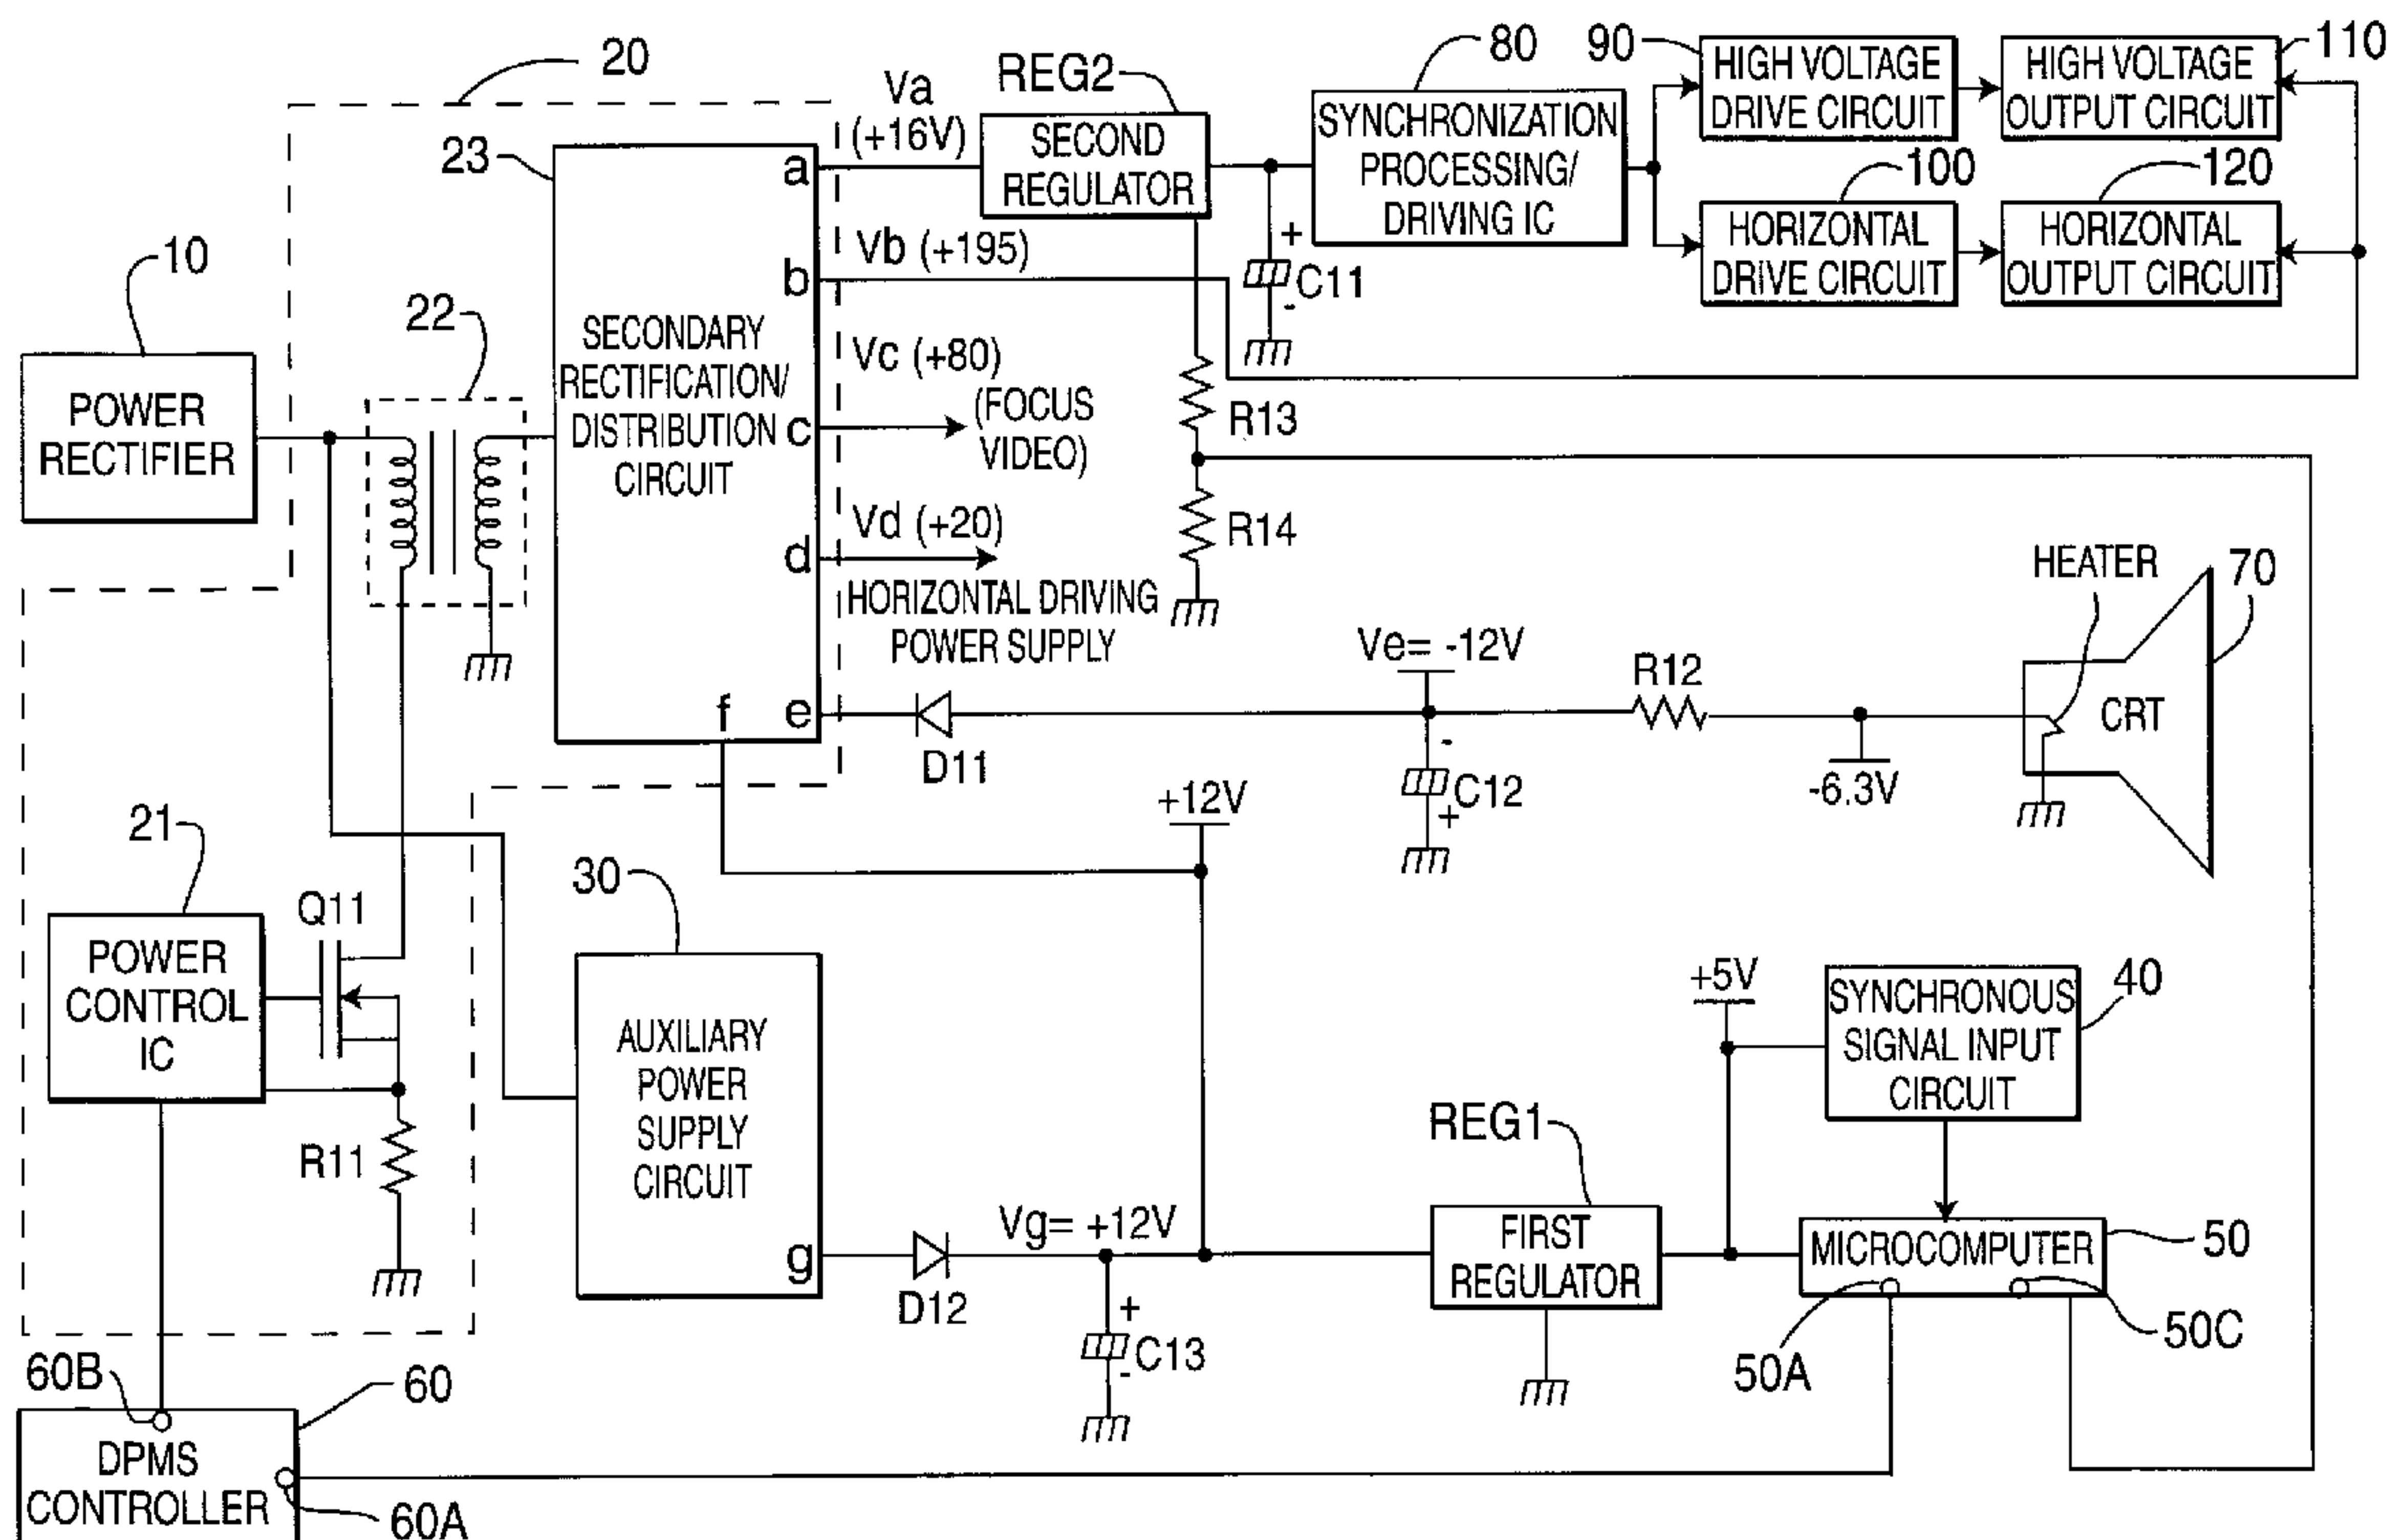 20
Va
(+16V)
REG2
80
90
HIGH VOLTAGE
DRIVE CIRCUIT
HIGH VOLTAGE
OUTPUT CIRCUIT
110
23
a
SECOND
REGULATOR
SYNCHRONIZATION
PROCESSING/
DRIVING IC
100
120
HORIZONTAL
DRIVE CIRCUIT
HORIZONTAL
OUTPUT CIRCUIT
10
b
Vb (+195)
+
C11
-
22
SECONDARY
RECTIFICATION/
DISTRIBUTION
CIRCUIT
Vc (+80)
c
(FOCUS
VIDEO)
R13
POWER
RECTIFIER
Vd (+20)
d
R14
HORIZONTAL DRIVING
POWER SUPPLY
HEATER
70
Ve= -12V
R12
CRT
f
e
D11
-
C12
+
-6.3V
+12V
21
30
Q11
POWER
CONTROL
IC
R11
AUXILIARY
POWER
SUPPLY
CIRCUIT
g
+5V
SYNCHRONOUS
SIGNAL INPUT
CIRCUIT
40
REG1
Vg= +12V
D12
+
C13
-
FIRST
REGULATOR
MICROCOMPUTER
50
50A
50C
60B
60
DPMS
CONTROLLER
60A